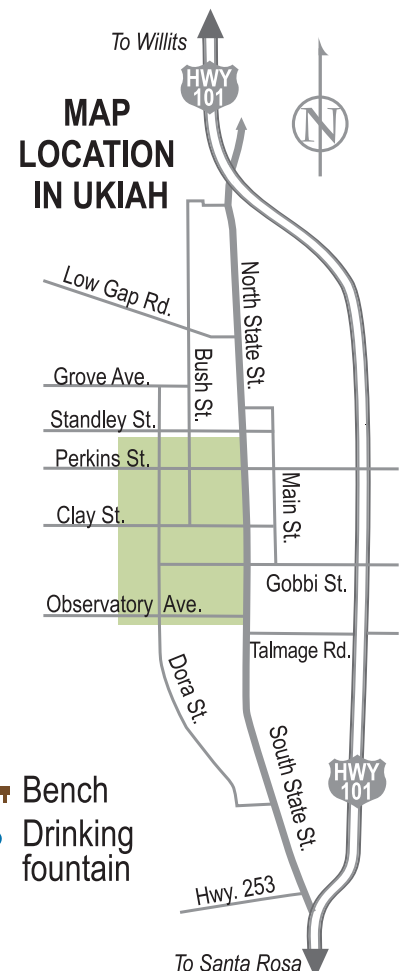 To Willits
HWY
101
MAP
LOCATION
IN UKIAH
N
Low Gap Rd.
North State St.
Bush St.
Grove Ave.
Standley St.
Perkins St.
Main St.
Clay St.
Gobbi St.
Observatory Ave.
Talmage Rd.
Dora St.
South State St.
HWY
101
Bench
Drinking
fountain
Hwy. 253
To Santa Rosa